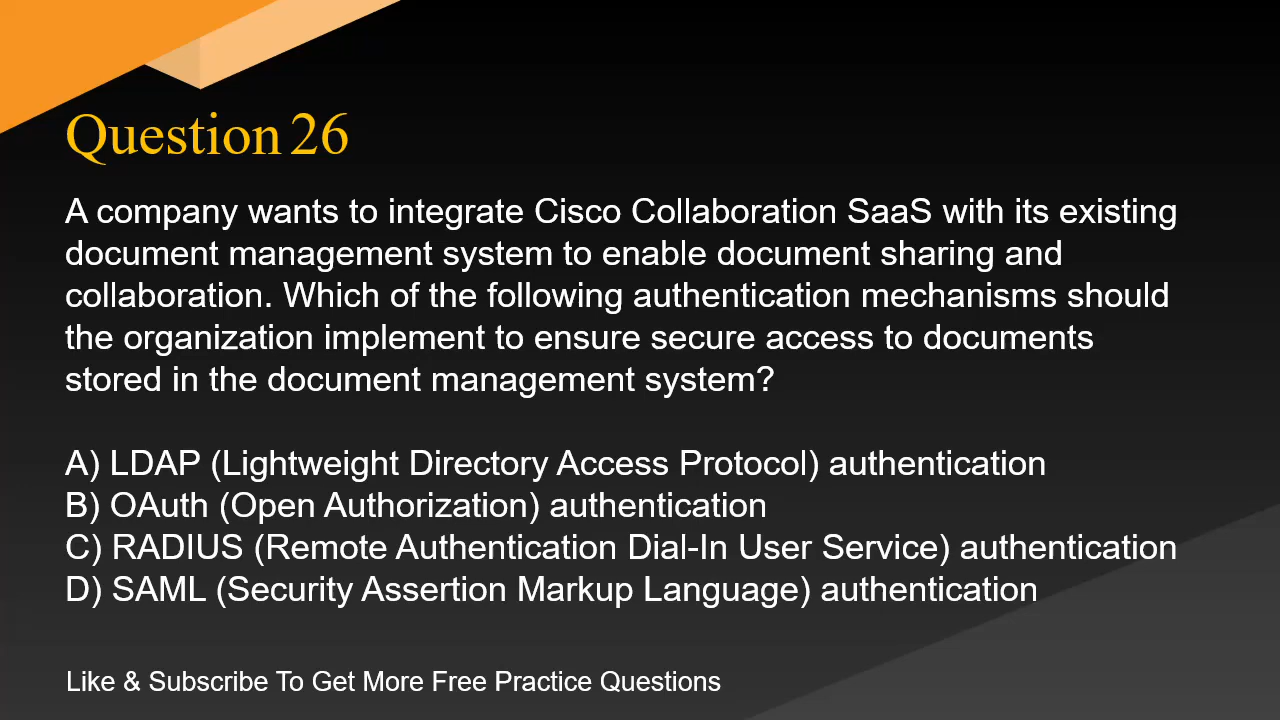 Question 26
A company wants to integrate Cisco Collaboration SaaS with its existing
document management system to enable document sharing and
collaboration. Which of the following authentication mechanisms should
the organization implement to ensure secure access to documents
stored in the document management system?
A) LDAP (Lightweight Directory Access Protocol) authentication
B) OAuth (Open Authorization) authentication
C) RADIUS (Remote Authentication Dial-In User Service) authentication
D) SAML (Security Assertion Markup Language) authentication
Like & Subscribe To Get More Free Practice Questions